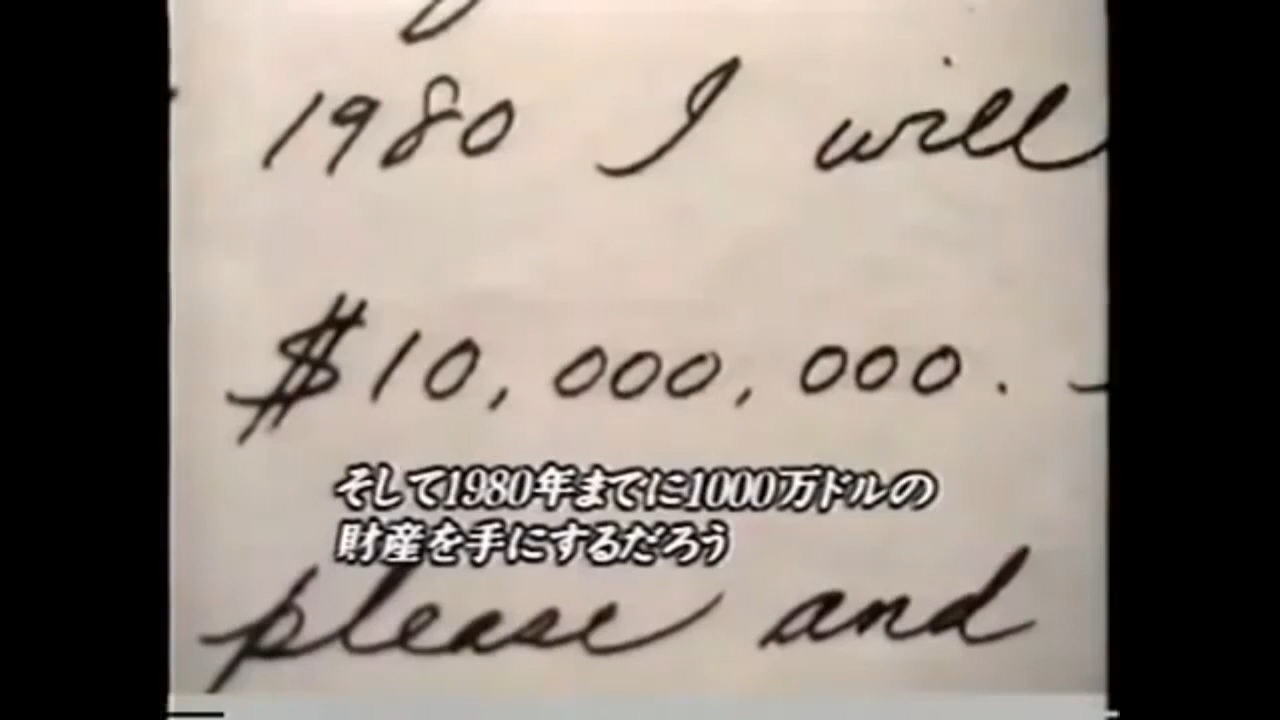 1980 I will
$10,000,000.
そして1980年までに1000万ドルの
財産を手にするだろう
please and